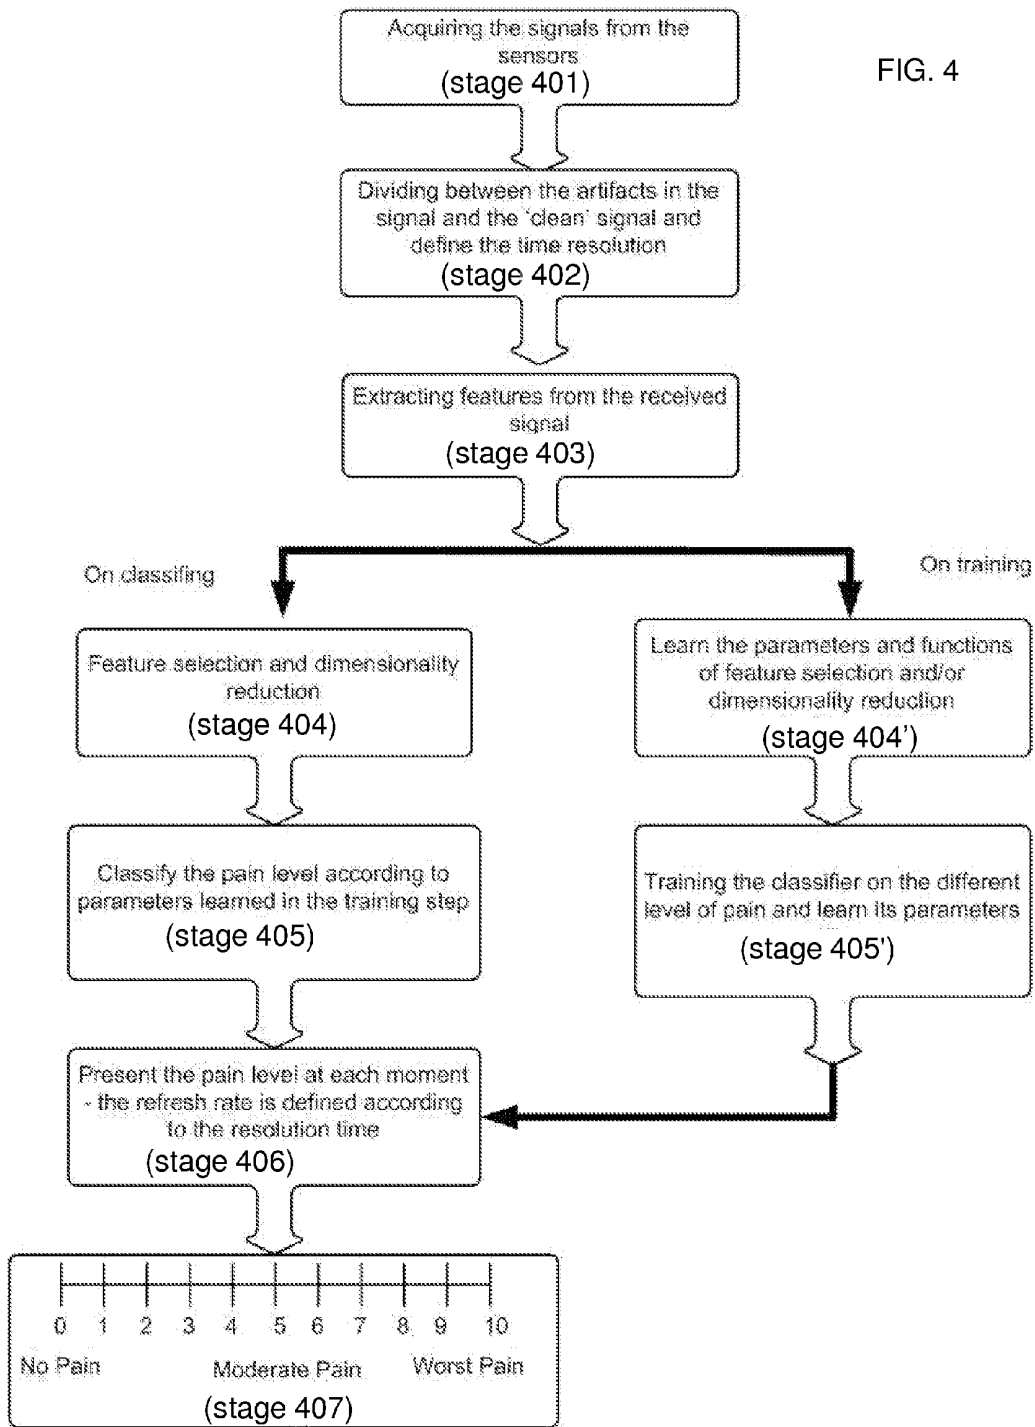 Acquiring the signals from the
sensors
(stage 401)
FIG. 4
Dividing between the artifacts in the
signal and the 'clean' signal and
define the time resolution
(stage 402)
Extracting features from the received
signal
(stage 403)
On classifing
On training
Feature selection and dimensionality
reduction
(stage 404)
Learn the parameters and functions
of feature selection and/or
dimensionality reduction
(stage 404')
Classify the pain level according to
parameters learned in the training step
(stage 405)
Training the classifier on the different
level of pain and learn its parameters
(stage 405')
Present the pain level at each moment
- the refresh rate is defined according
to the resolution time
(stage 406)
0 1 2 3 4 5 6 7 8 9 10
No Pain Moderate Pain Worst Pain
(stage 407)